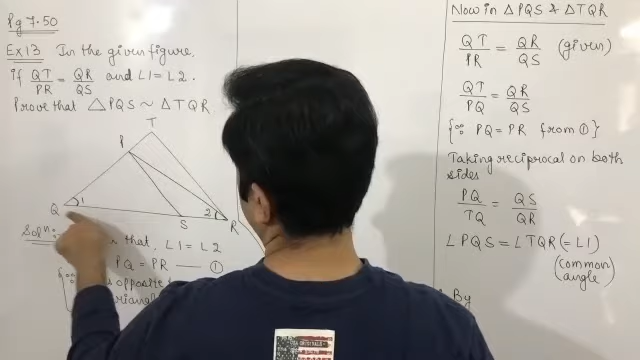 Pg 7.50
Ex 13 In the given figure,
if QT/PR = QR/QS and ∠1 = ∠2.
Prove that △PQS ~ △TQR
T
P
Q 1
S
2 R
Solⁿ: that, ∠1 = ∠2
PQ = PR — ①
{∵ opposite
Now in △PQS & △TQR
QT/PR = QR/QS (given)
QT/PQ = QR/QS
{∵ PQ = PR from ①}
Taking reciprocal on both
sides
PQ/TQ = QS/QR
∠PQS = ∠TQR (= ∠1)
(common
angle)
By